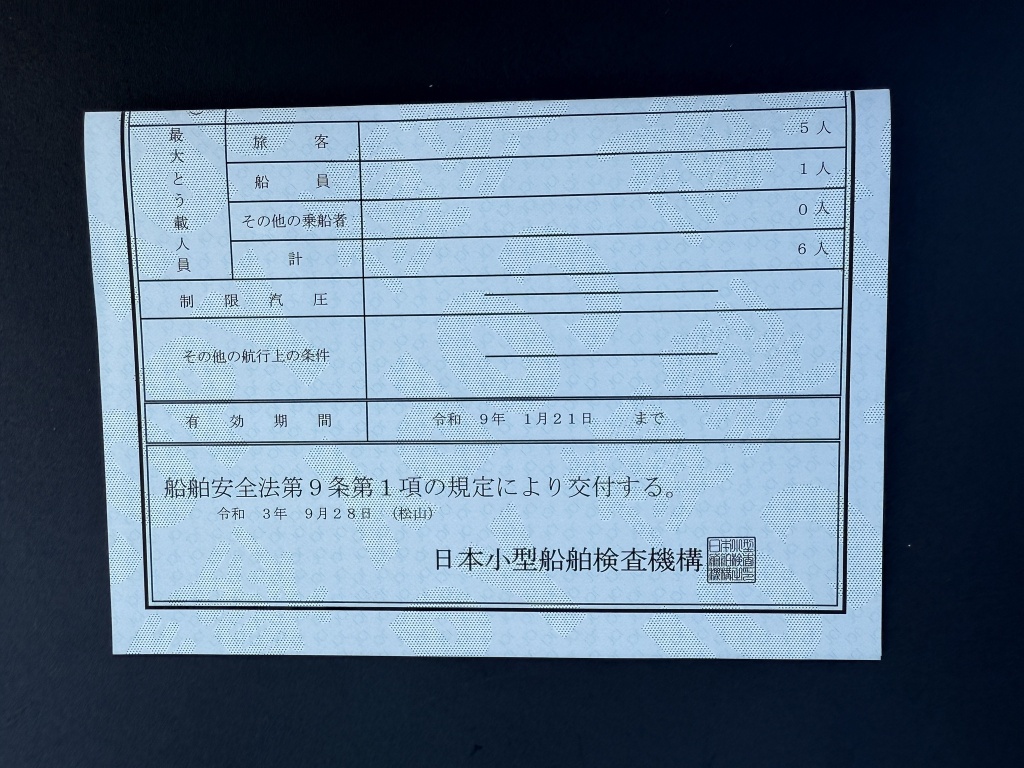 最大とう載人員
旅　客　５人
船　員　１人
その他の乗船者　０人
計　６人
制　限　汽　圧
その他の航行上の条件
有　効　期　間　令和　９年　１月２１日　まで
船舶安全法第９条第１項の規定により交付する。
令和　３年　９月２８日　（松山）
日本小型船舶検査機構